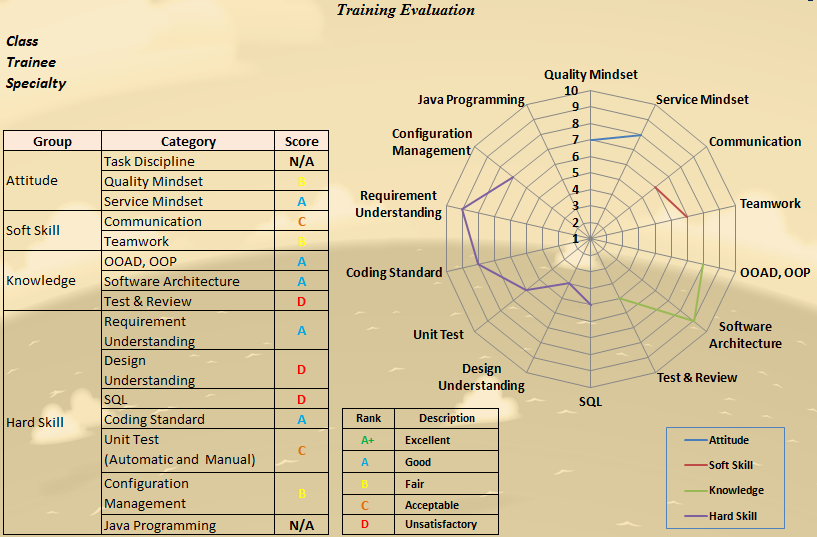 Training Evaluation
Class
Trainee
Specialty
Group Category Score
Attitude
Task Discipline N/A
Quality Mindset B
Service Mindset A
Soft Skill
Communication C
Teamwork B
Knowledge
OOAD, OOP A
Software Architecture A
Test & Review D
Hard Skill
Requirement
Understanding A
Design
Understanding D
SQL D
Coding Standard A
Unit Test
(Automatic and Manual) C
Configuration
Management B
Java Programming N/A
Quality Mindset
Service Mindset
Communication
Teamwork
OOAD, OOP
Software
Architecture
Test & Review
SQL
Design
Understanding
Unit Test
Coding Standard
Requirement
Understanding
Configuration
Management
Java Programming
10
9
8
7
6
5
4
3
2
1
Rank Description
A+ Excellent
A Good
B Fair
C Acceptable
D Unsatisfactory
Attitude
Soft Skill
Knowledge
Hard Skill